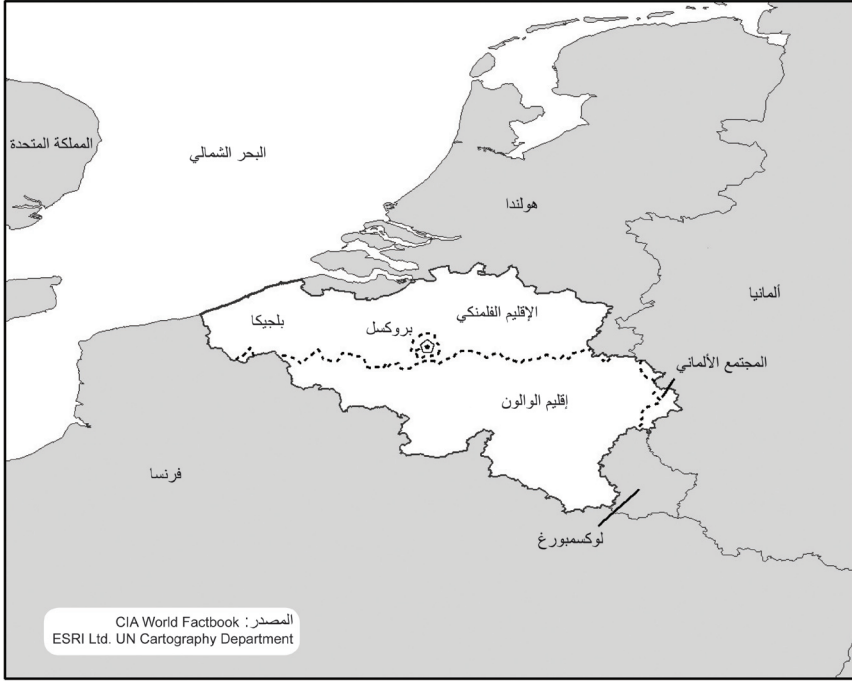 المملكة المتحدة
البحر الشمالي
هولندا
ألمانيا
الإقليم الفلمنكي
بلجيكا
بروكسل
المجتمع الألماني
إقليم الوالون
فرنسا
لوكسمبورغ
المصدر: CIA World Factbook
ESRI Ltd. UN Cartography Department